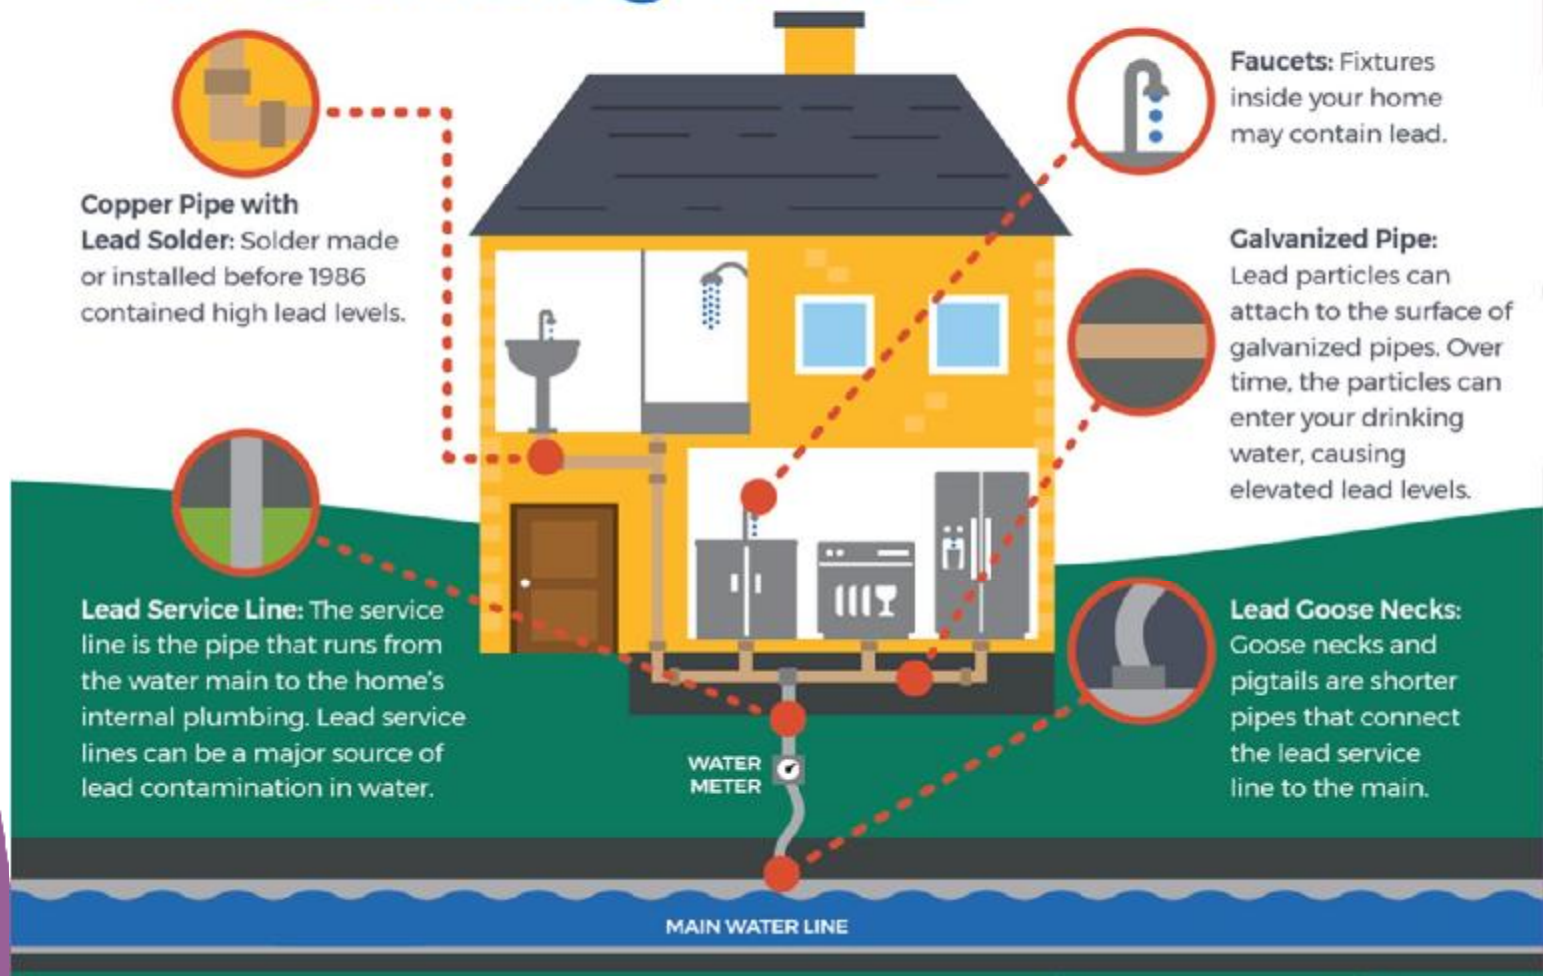 Copper Pipe with
Lead Solder: Solder made
or installed before 1986
contained high lead levels.
Lead Service Line: The service
line is the pipe that runs from
the water main to the home's
internal plumbing. Lead service
lines can be a major source of
lead contamination in water.
Faucets: Fixtures
inside your home
may contain lead.
Galvanized Pipe:
Lead particles can
attach to the surface of
galvanized pipes. Over
time, the particles can
enter your drinking
water, causing
elevated lead levels.
Lead Goose Necks:
Goose necks and
pigtails are shorter
pipes that connect
the lead service
line to the main.
WATER
METER
MAIN WATER LINE